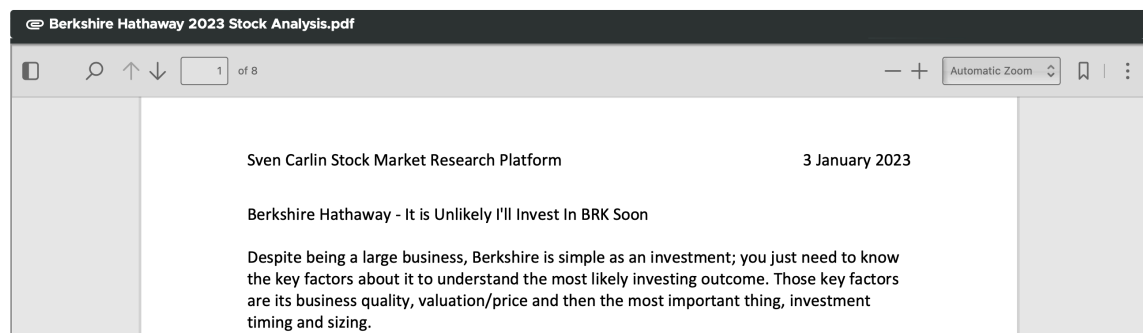 Berkshire Hathaway 2023 Stock Analysis.pdf
1 of 8 Automatic Zoom
Sven Carlin Stock Market Research Platform 3 January 2023
Berkshire Hathaway - It is Unlikely I'll Invest In BRK Soon
Despite being a large business, Berkshire is simple as an investment; you just need to know
the key factors about it to understand the most likely investing outcome. Those key factors
are its business quality, valuation/price and then the most important thing, investment
timing and sizing.